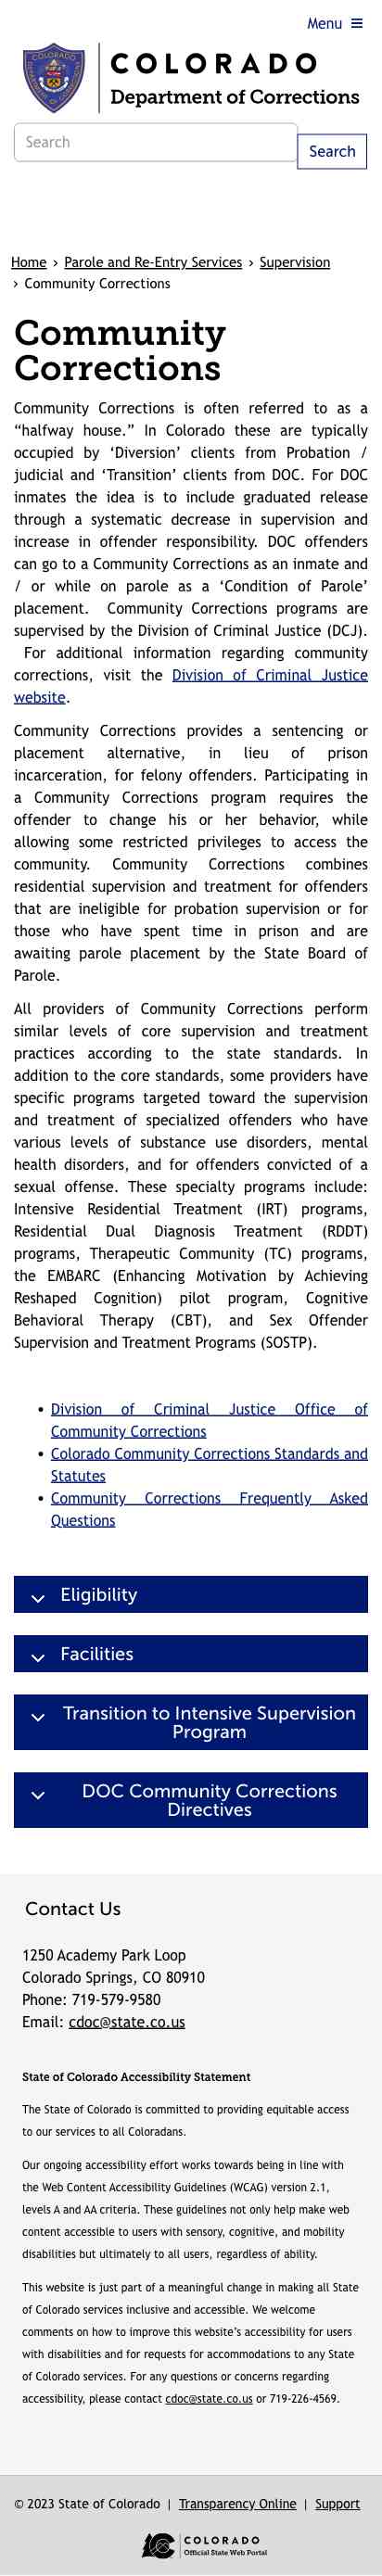 Menu
COLORADO
Department of Corrections
Search
Search
Home › Parole and Re-Entry Services › Supervision
› Community Corrections
Community
Corrections
Community Corrections is often referred to as a
“halfway house.” In Colorado these are typically
occupied by ‘Diversion’ clients from Probation /
judicial and ‘Transition’ clients from DOC. For DOC
inmates the idea is to include graduated release
through a systematic decrease in supervision and
increase in offender responsibility. DOC offenders
can go to a Community Corrections as an inmate and
/ or while on parole as a ‘Condition of Parole’
placement. Community Corrections programs are
supervised by the Division of Criminal Justice (DCJ).
For additional information regarding community
corrections, visit the Division of Criminal Justice
website.
Community Corrections provides a sentencing or
placement alternative, in lieu of prison
incarceration, for felony offenders. Participating in
a Community Corrections program requires the
offender to change his or her behavior, while
allowing some restricted privileges to access the
community. Community Corrections combines
residential supervision and treatment for offenders
that are ineligible for probation supervision or for
those who have spent time in prison and are
awaiting parole placement by the State Board of
Parole.
All providers of Community Corrections perform
similar levels of core supervision and treatment
practices according to the state standards. In
addition to the core standards, some providers have
specific programs targeted toward the supervision
and treatment of specialized offenders who have
various levels of substance use disorders, mental
health disorders, and for offenders convicted of a
sexual offense. These specialty programs include:
Intensive Residential Treatment (IRT) programs,
Residential Dual Diagnosis Treatment (RDDT)
programs, Therapeutic Community (TC) programs,
the EMBARC (Enhancing Motivation by Achieving
Reshaped Cognition) pilot program, Cognitive
Behavioral Therapy (CBT), and Sex Offender
Supervision and Treatment Programs (SOSTP).
• Division of Criminal Justice Office of
Community Corrections
• Colorado Community Corrections Standards and
Statutes
• Community Corrections Frequently Asked
Questions
Eligibility
Facilities
Transition to Intensive Supervision
Program
DOC Community Corrections
Directives
Contact Us
1250 Academy Park Loop
Colorado Springs, CO 80910
Phone: 719-579-9580
Email: cdoc@state.co.us
State of Colorado Accessibility Statement
The State of Colorado is committed to providing equitable access
to our services to all Coloradans.
Our ongoing accessibility effort works towards being in line with
the Web Content Accessibility Guidelines (WCAG) version 2.1,
levels A and AA criteria. These guidelines not only help make web
content accessible to users with sensory, cognitive, and mobility
disabilities but ultimately to all users, regardless of ability.
This website is just part of a meaningful change in making all State
of Colorado services inclusive and accessible. We welcome
comments on how to improve this website’s accessibility for users
with disabilities and for requests for accommodations to any State
of Colorado services. For any questions or concerns regarding
accessibility, please contact cdoc@state.co.us or 719-226-4569.
© 2023 State of Colorado | Transparency Online | Support
COLORADO
Official State Web Portal